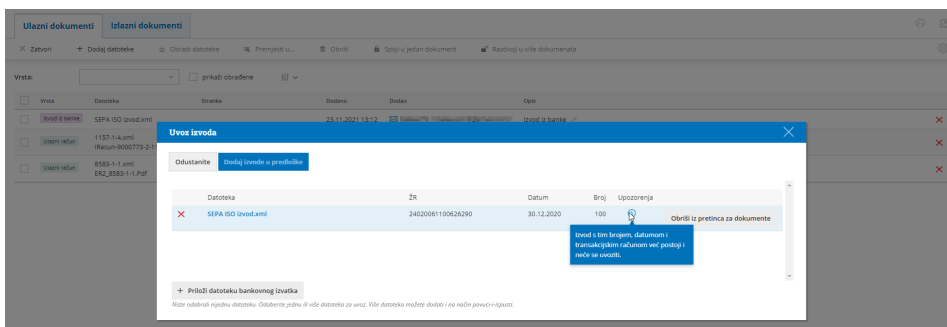 Ulazni dokumenti Izlazni dokumenti
Zatvori + Dodaj datoteke Obradi datoteke Premjesti u... Obriši Spoji u jedan dokument Razdvoji u više dokumenata
Vrsta: prikaži obrađene
Vrsta Datoteka Stranka Dodano Dodao Opis
Izvod iz banke SEPA ISO Izvod.xml 23.11.2021 13:12 Izvod iz banke
Ulazni račun 1157-1-4.xml
iRacun-9000773-2-1
Ulazni račun 8583-1-1.xml
ER2_8583-1-1.Pdf
Uvoz izvoda
Odustanite Dodaj izvode u predloške
Datoteka ŽR Datum Broj Upozorenja
SEPA ISO Izvod.xml 24020061100626290 30.12.2020 100 Obriši iz pretinca za dokumente
Izvod s tim brojem, datumom i
transakcijskim računom već postoji i
neće se uvoziti.
+ Priloži datoteku bankovnog izvatka
Niste odabrali nijednu datoteku. Odaberite jednu ili više datoteka za uvoz. Više datoteka možete dodati i na način povuci-i-ispusti.